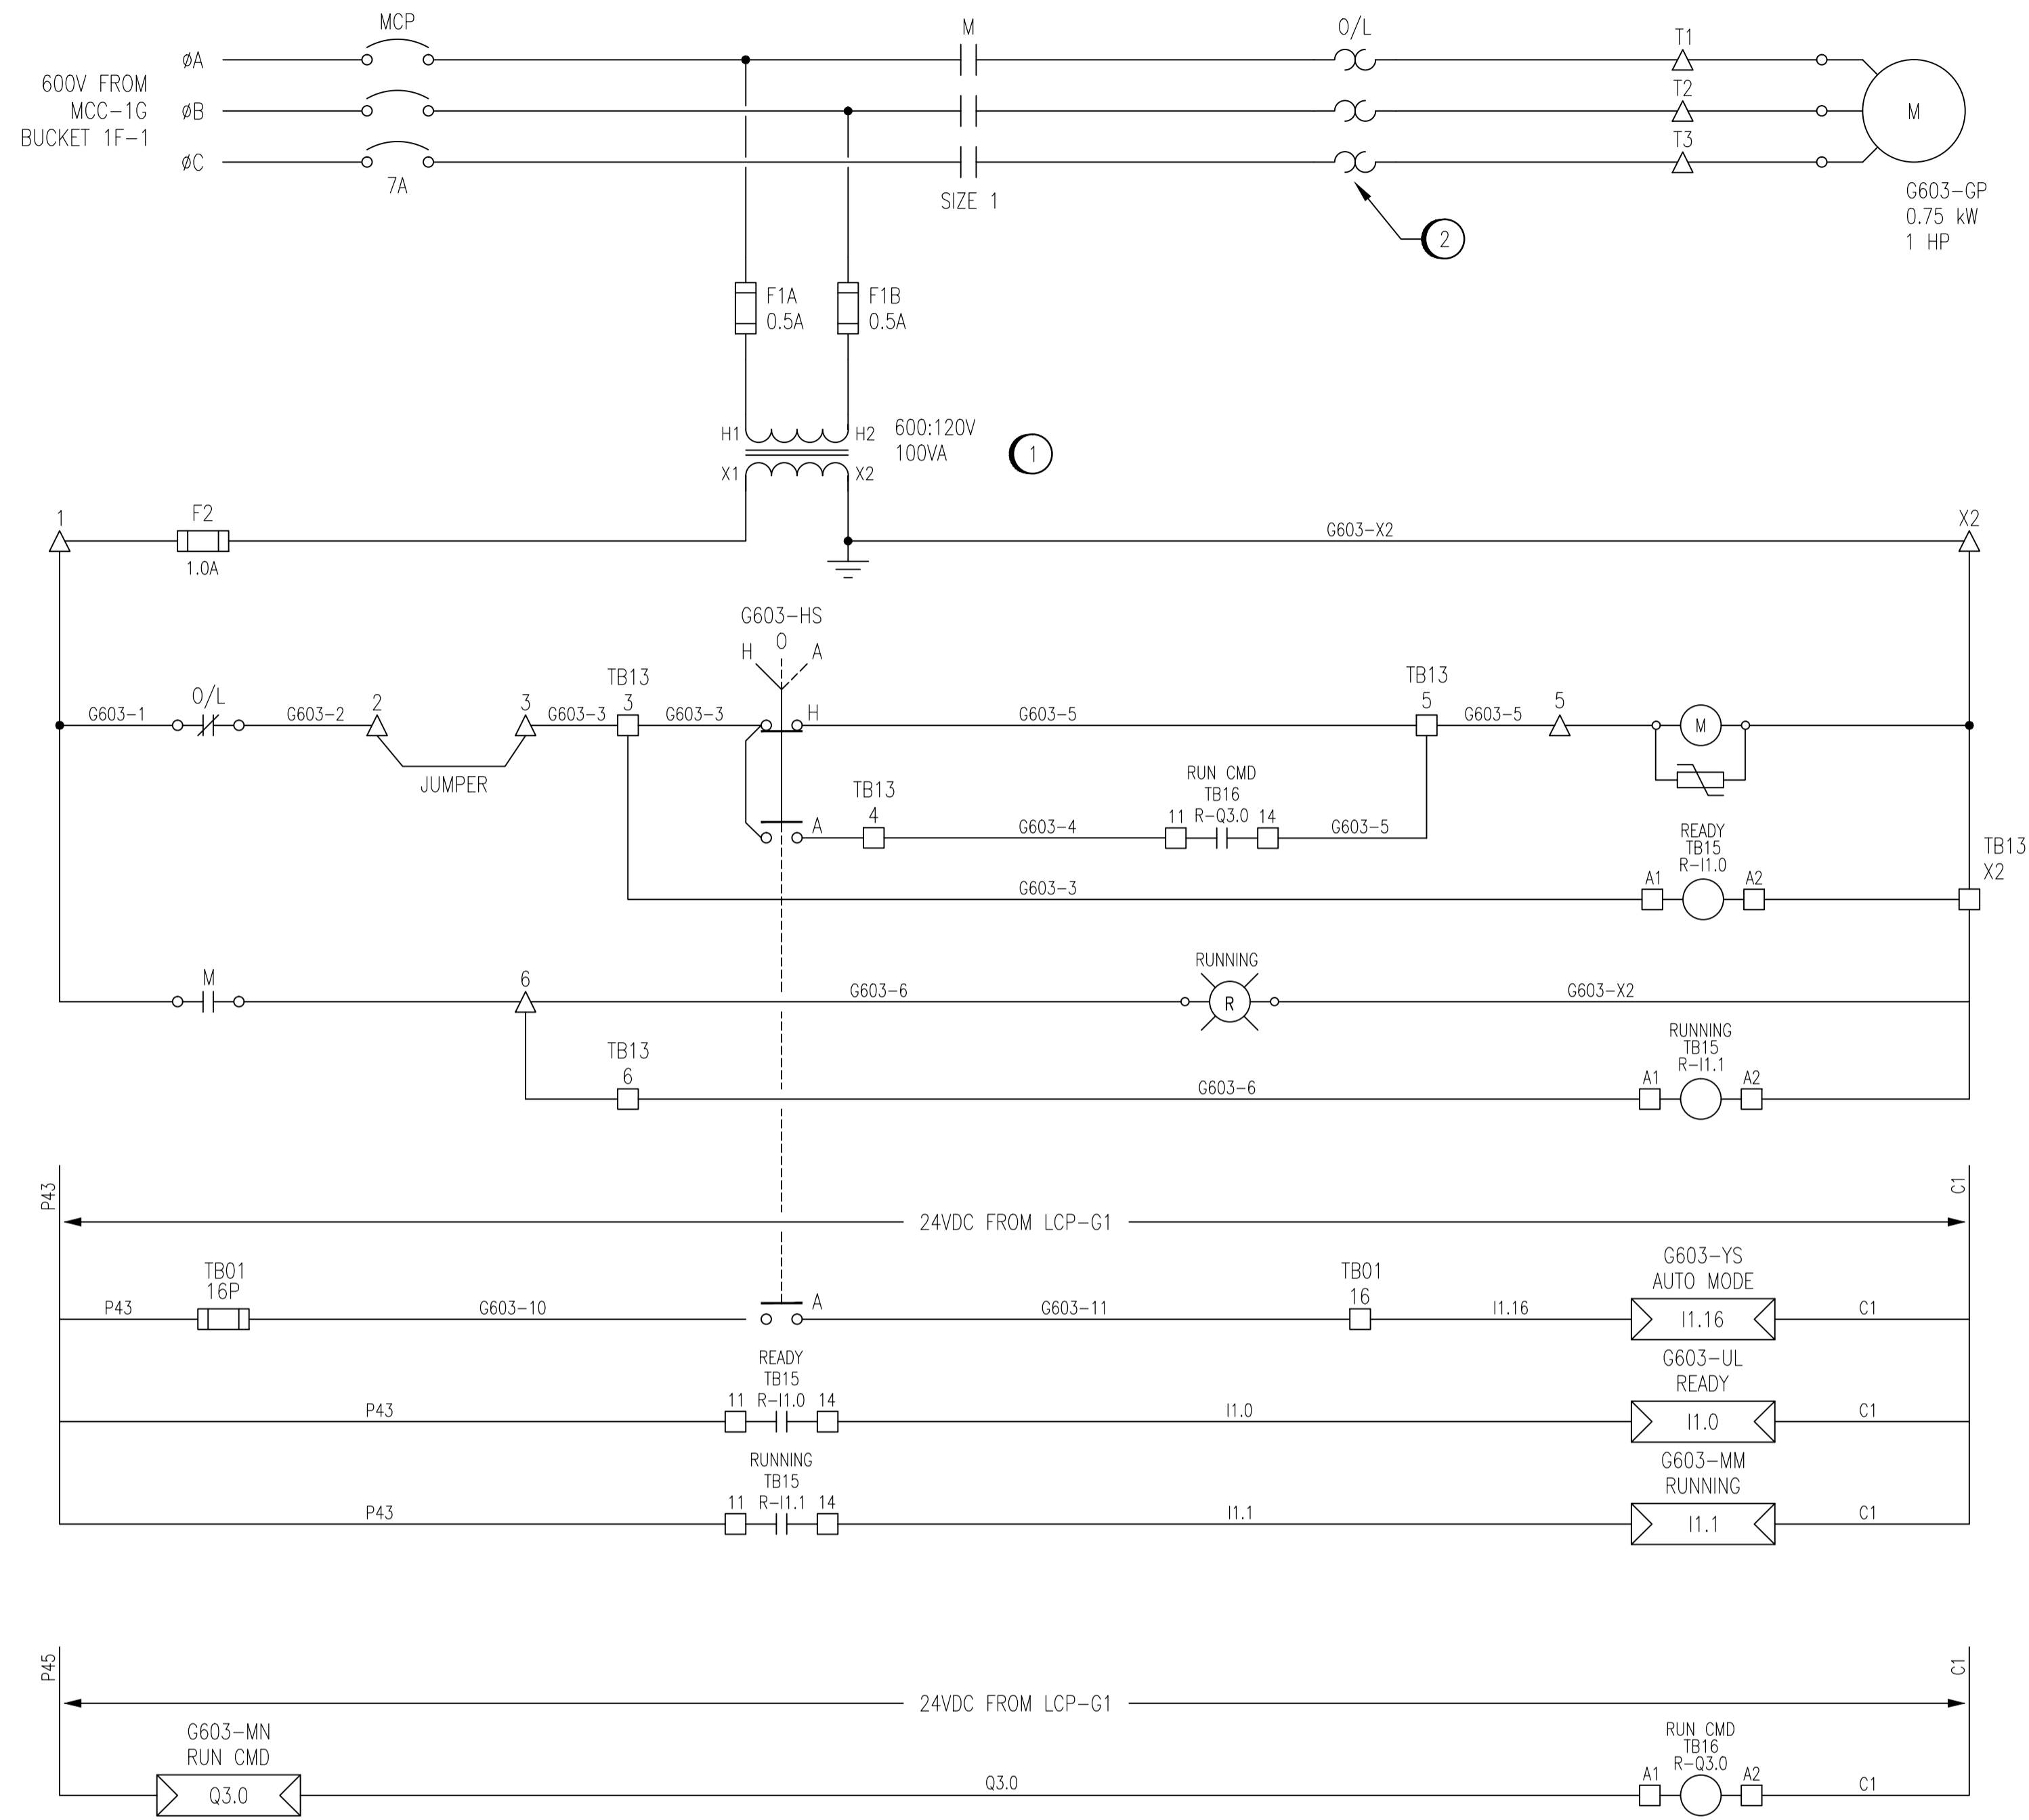 MCP
M
O/L
T1
600V FROM
MCC-1G
BUCKET 1F-1
øA
øB
øC
7A
SIZE 1
T2
T3
M
G603-GP
0.75 kW
1 HP
2
F1A
0.5A
F1B
0.5A
H1
H2
X1
X2
600:120V
100VA
1
1
F2
1.0A
G603-X2
X2
G603-HS
O
H
A
G603-1
O/L
G603-2
2
3
JUMPER
G603-3
TB13
3
G603-3
H
G603-5
TB13
5
G603-5
5
M
A
TB13
4
G603-4
RUN CMD
TB16
R-Q3.0
11
14
G603-5
G603-3
READY
TB15
R-I1.0
A1
A2
TB13
X2
M
6
G603-6
RUNNING
R
G603-X2
TB13
6
G603-6
RUNNING
TB15
R-I1.1
A1
A2
P43
C1
24VDC FROM LCP-G1
P43
TB01
16P
G603-10
A
G603-11
TB01
16
I1.16
G603-YS
AUTO MODE
I1.16
C1
P43
READY
TB15
R-I1.0
11
14
I1.0
G603-UL
READY
I1.0
C1
P43
RUNNING
TB15
R-I1.1
11
14
I1.1
G603-MM
RUNNING
I1.1
C1
P45
C1
24VDC FROM LCP-G1
G603-MN
RUN CMD
Q3.0
Q3.0
RUN CMD
TB16
R-Q3.0
A1
A2
C1